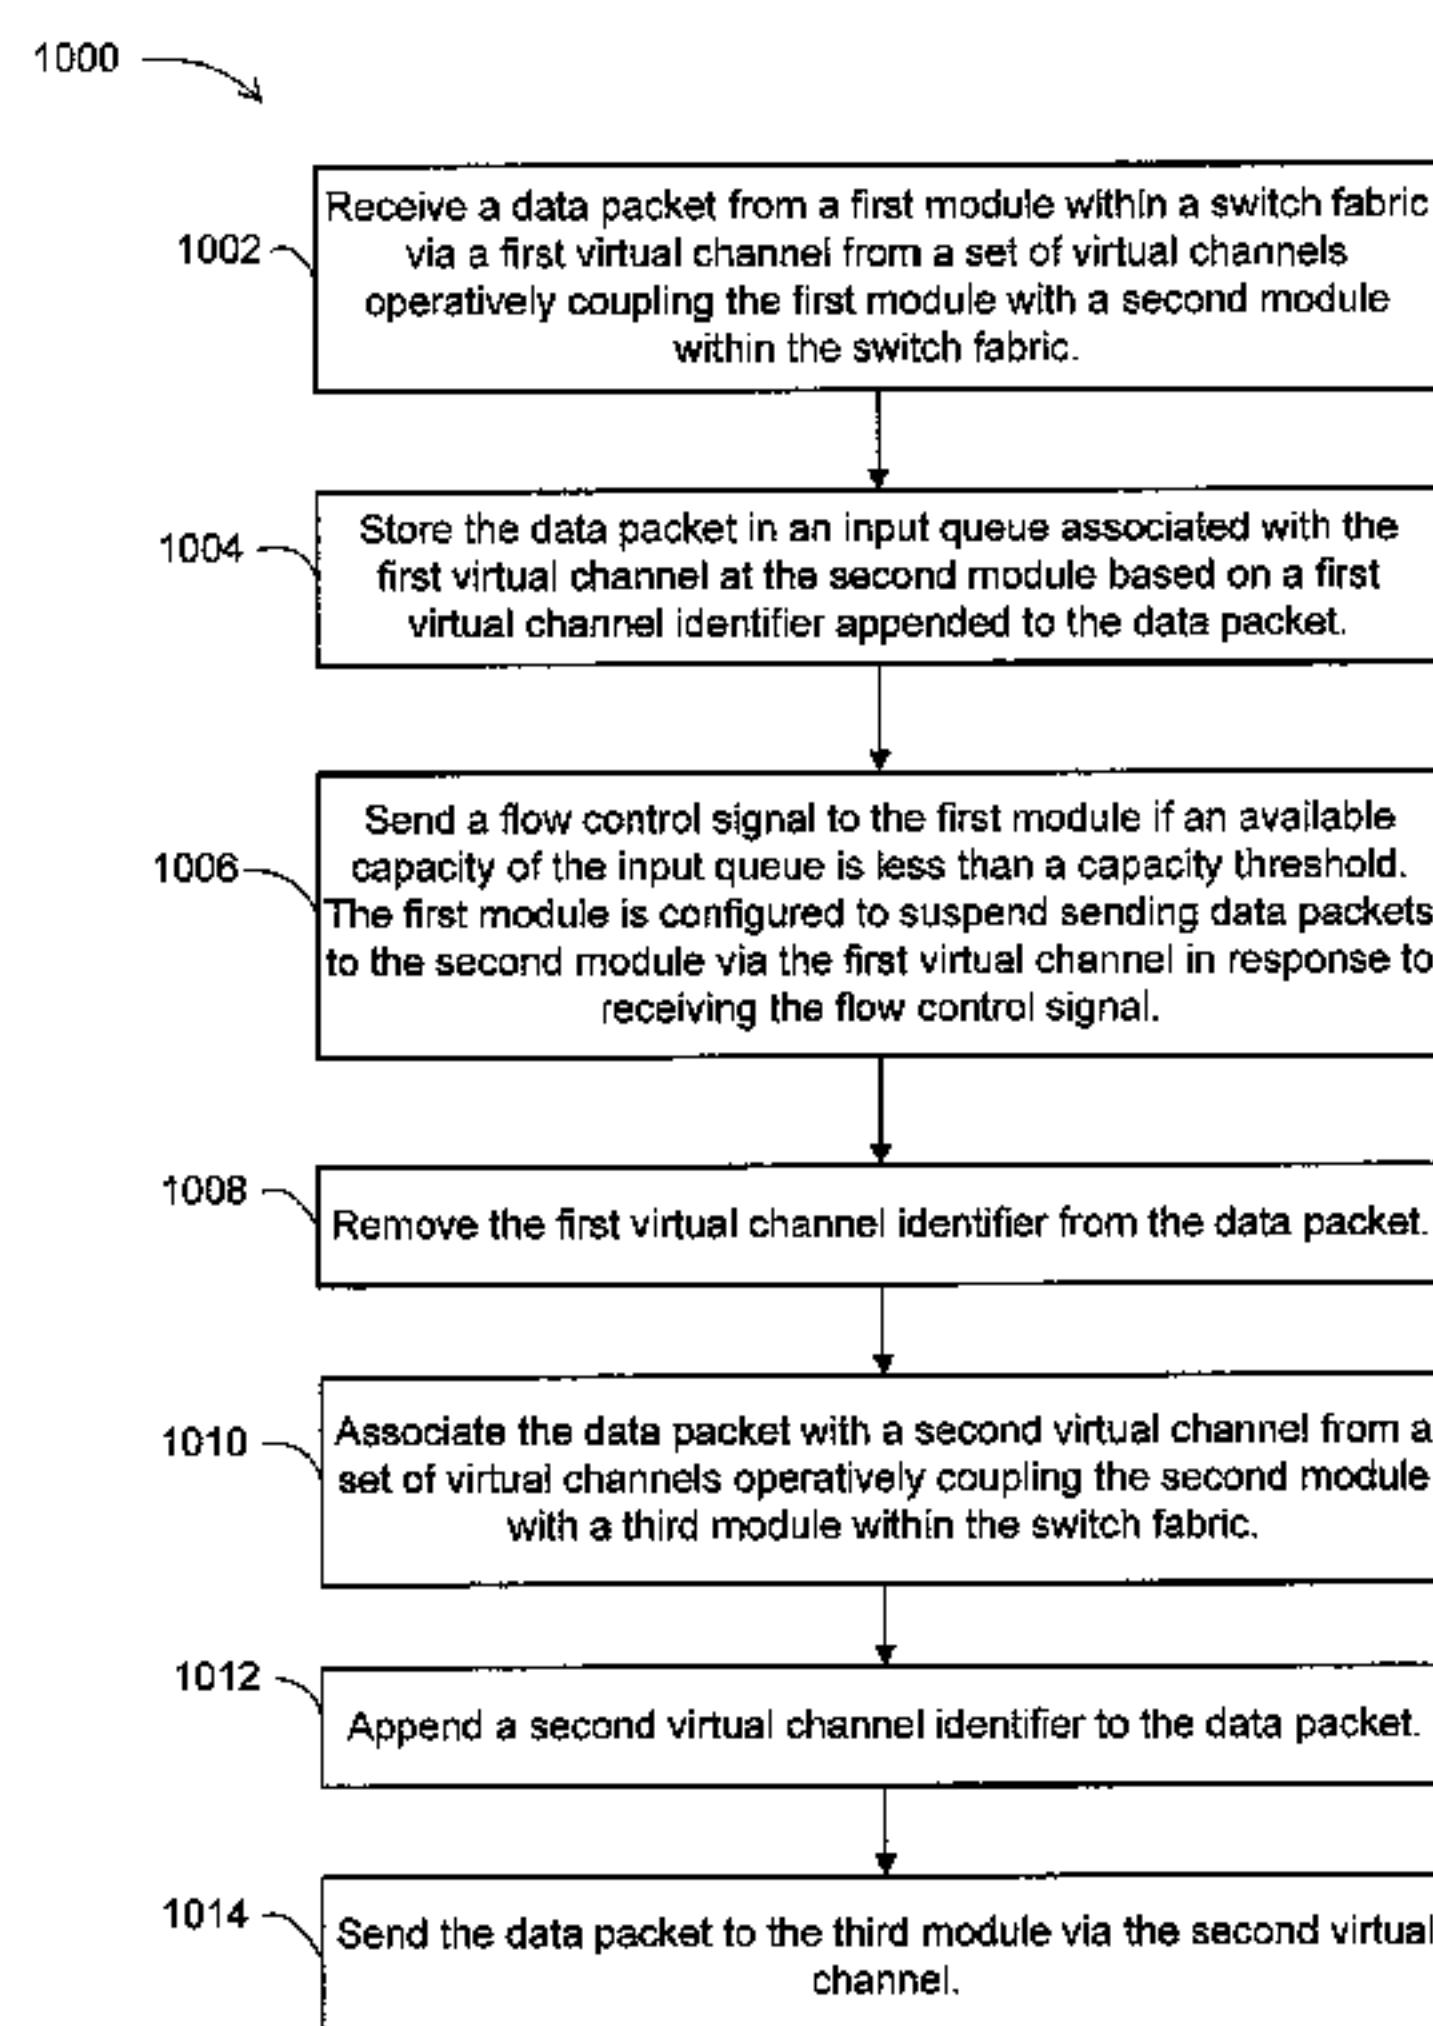 1000
1002
Receive a data packet from a first module within a switch fabric
via a first virtual channel from a set of virtual channels
operatively coupling the first module with a second module
within the switch fabric.
1004
Store the data packet in an input queue associated with the
first virtual channel at the second module based on a first
virtual channel identifier appended to the data packet.
1006
Send a flow control signal to the first module if an available
capacity of the input queue is less than a capacity threshold.
The first module is configured to suspend sending data packets
to the second module via the first virtual channel in response to
receiving the flow control signal.
1008
Remove the first virtual channel identifier from the data packet.
1010
Associate the data packet with a second virtual channel from a
set of virtual channels operatively coupling the second module
with a third module within the switch fabric.
1012
Append a second virtual channel identifier to the data packet.
1014
Send the data packet to the third module via the second virtual
channel.